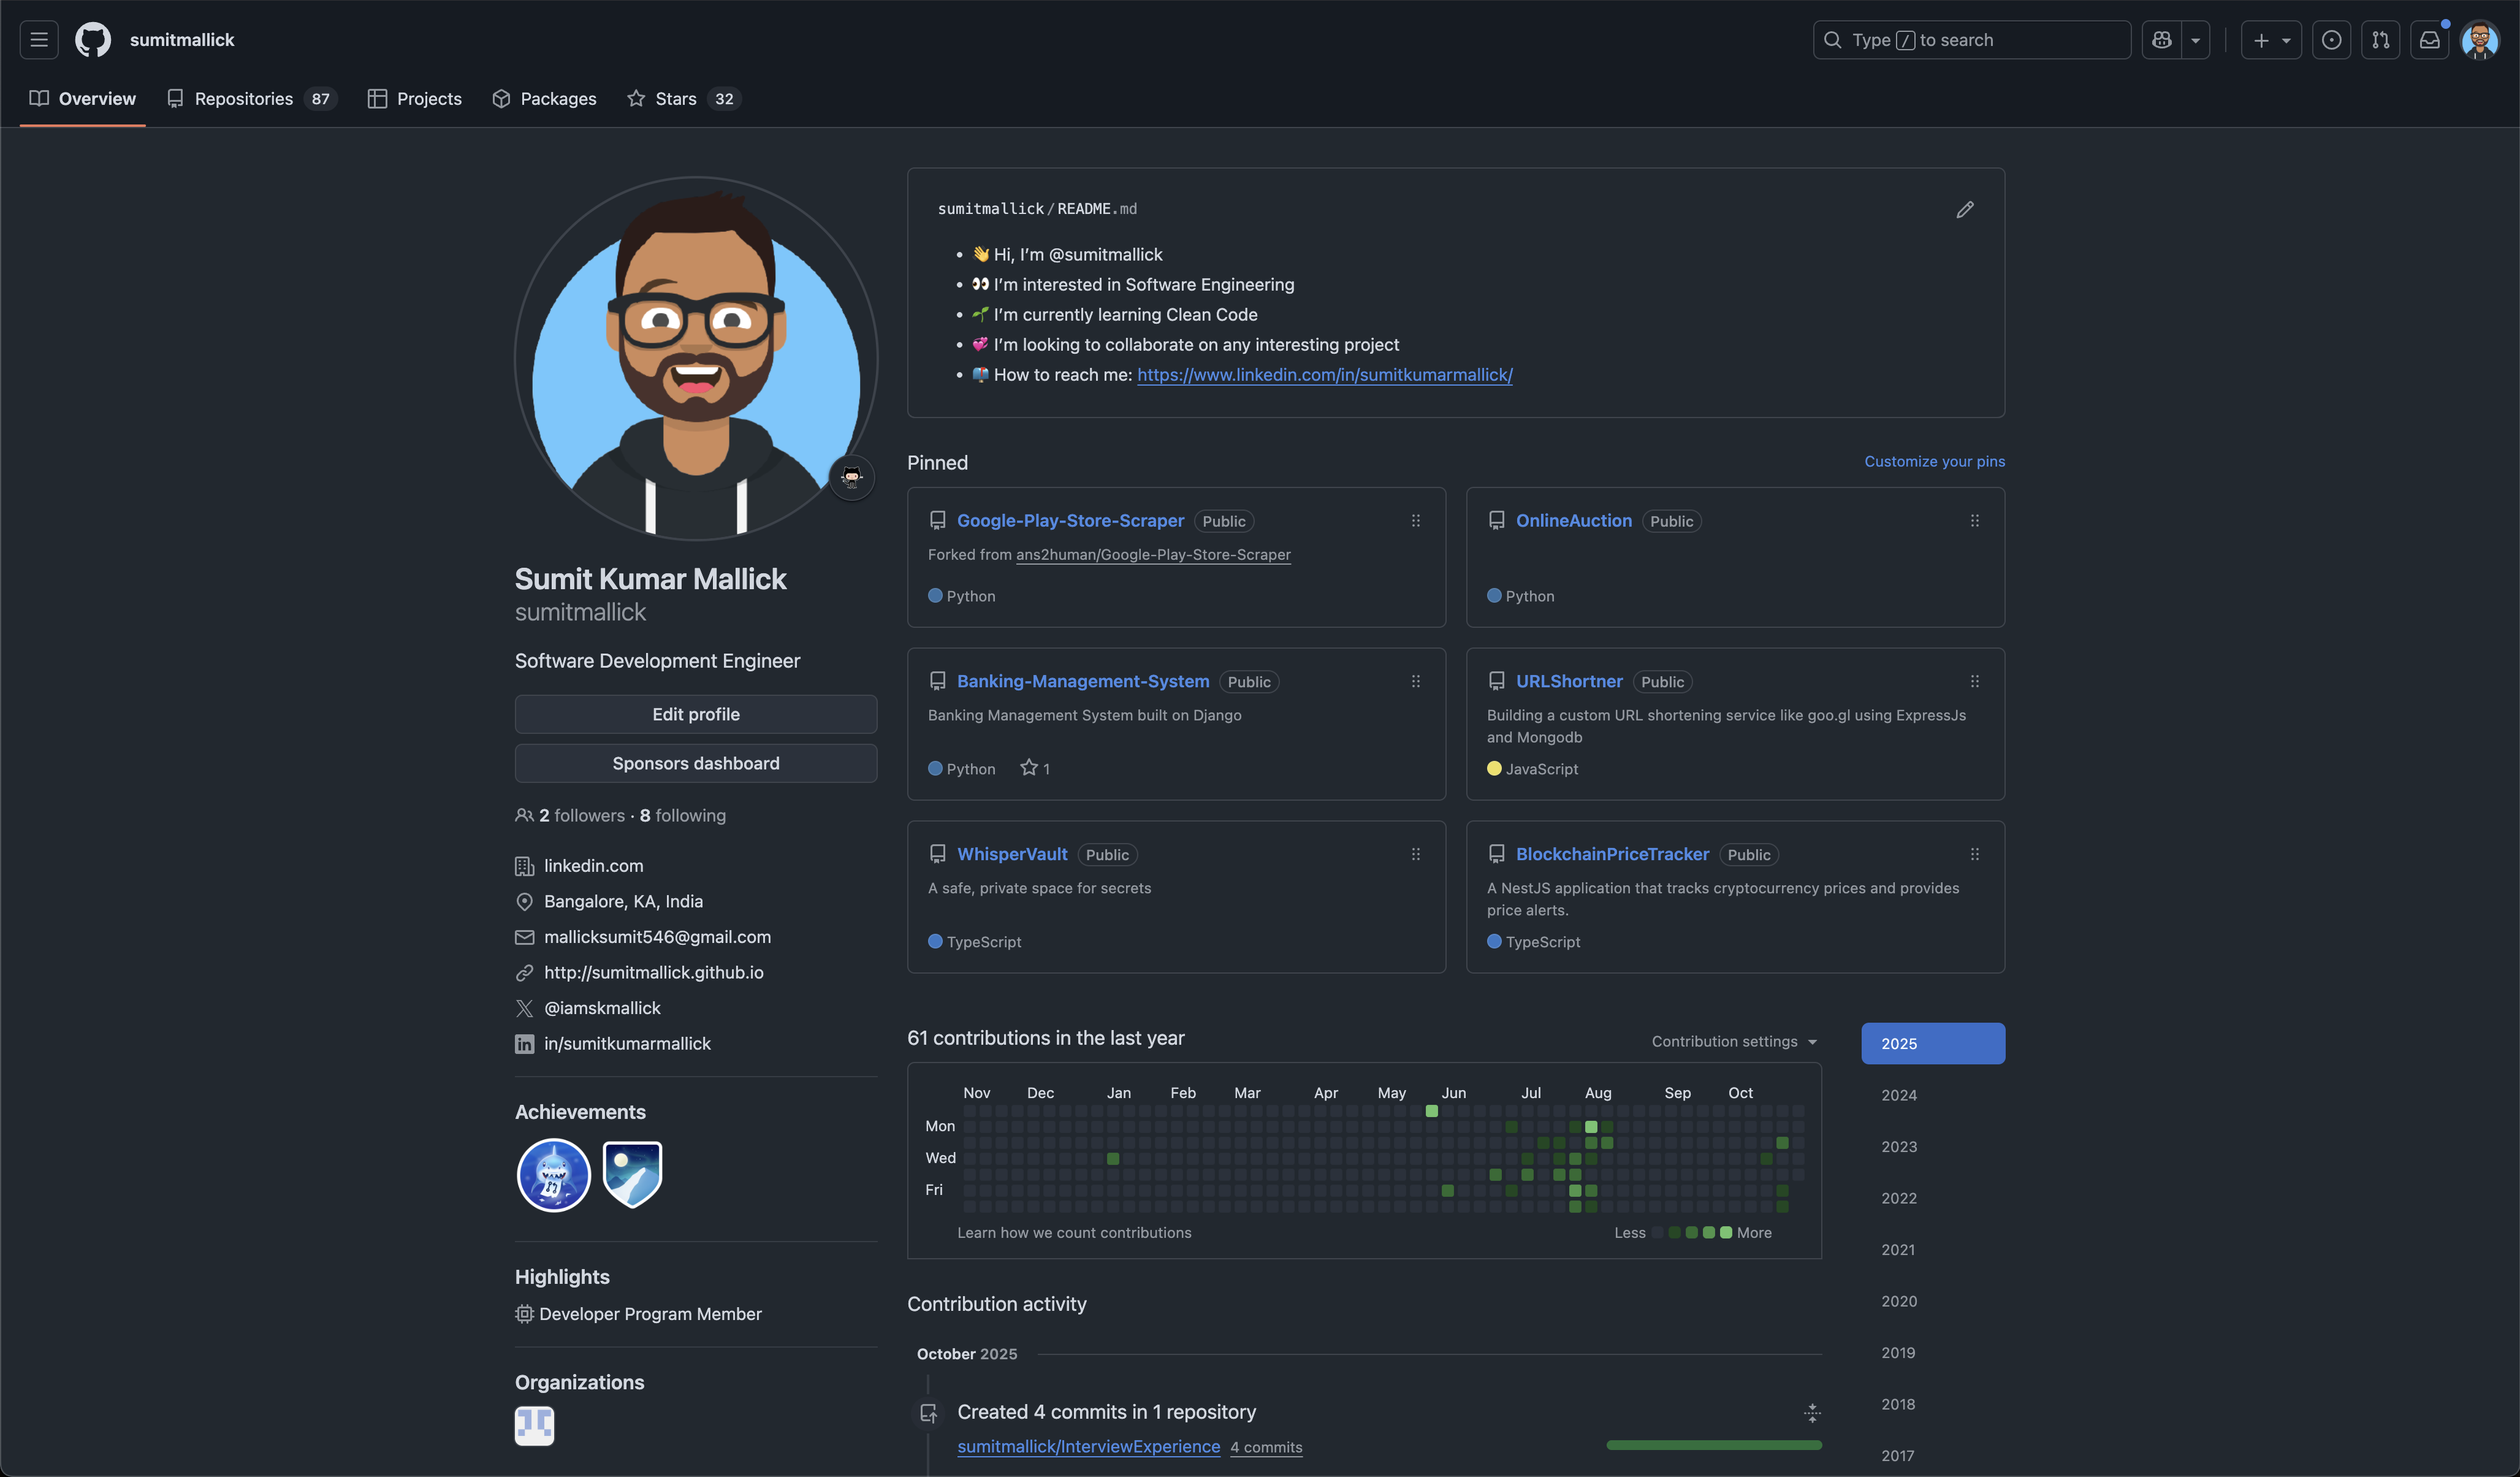 sumitmallick
Type / to search
Overview
Repositories 87
Projects
Packages
Stars 32
sumitmallick/README.md
👋 Hi, I’m @sumitmallick
👀 I’m interested in Software Engineering
🌱 I’m currently learning Clean Code
💞️ I’m looking to collaborate on any interesting project
📫 How to reach me: https://www.linkedin.com/in/sumitkumarmallick/
Sumit Kumar Mallick
sumitmallick
Software Development Engineer
Edit profile
Sponsors dashboard
2 followers · 8 following
linkedin.com
Bangalore, KA, India
mallicksumit546@gmail.com
http://sumitmallick.github.io
@iamskmallick
in/sumitkumarmallick
Achievements
Highlights
Developer Program Member
Organizations
Pinned
Customize your pins
Google-Play-Store-Scraper Public
Forked from ans2human/Google-Play-Store-Scraper
Python
OnlineAuction Public
Python
Banking-Management-System Public
Banking Management System built on Django
Python 1
URLShortner Public
Building a custom URL shortening service like goo.gl using ExpressJs
and Mongodb
JavaScript
WhisperVault Public
A safe, private space for secrets
TypeScript
BlockchainPriceTracker Public
A NestJS application that tracks cryptocurrency prices and provides
price alerts.
TypeScript
61 contributions in the last year
Contribution settings
Nov Dec Jan Feb Mar Apr May Jun Jul Aug Sep Oct
Mon
Wed
Fri
Learn how we count contributions
Less More
2025
2024
2023
2022
2021
2020
2019
2018
2017
Contribution activity
October 2025
Created 4 commits in 1 repository
sumitmallick/InterviewExperience 4 commits